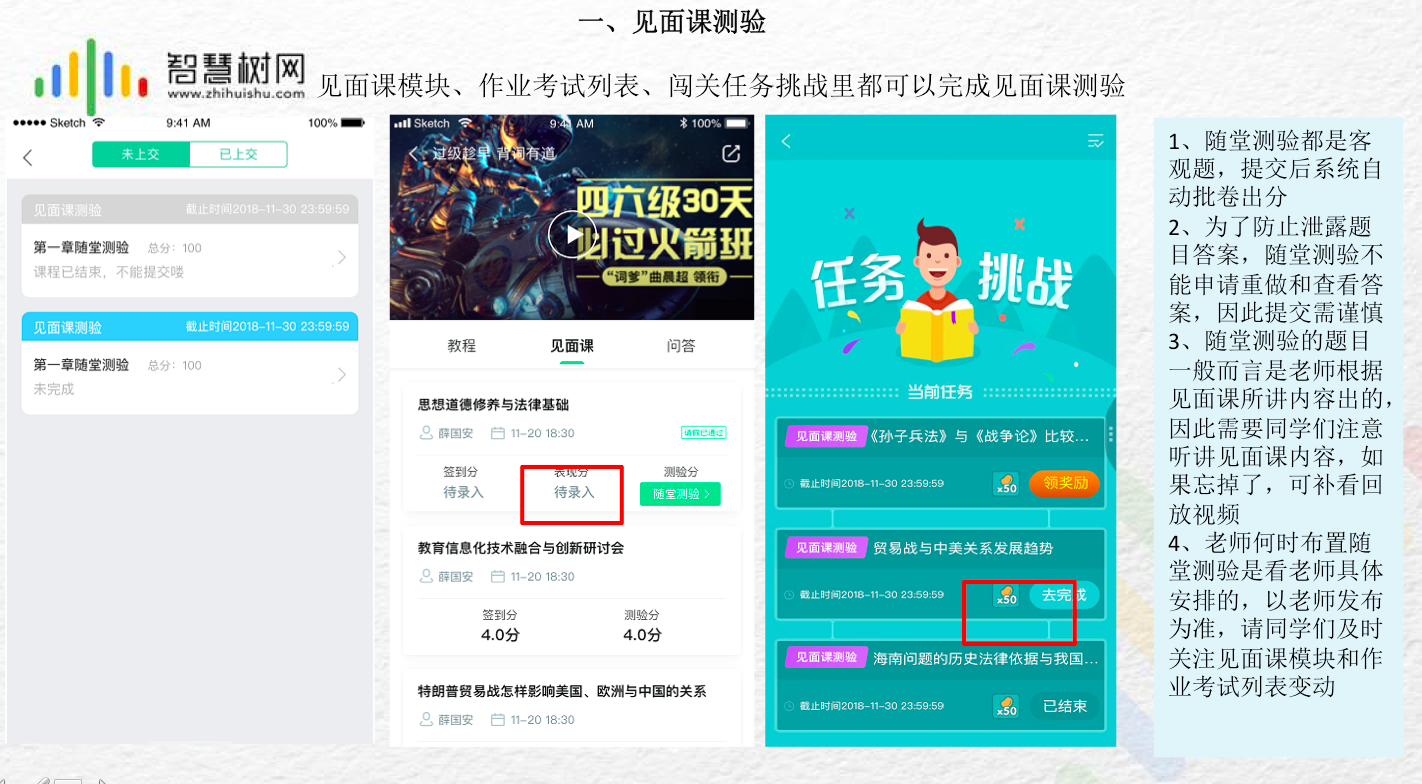 一、见面课测验
智慧树网
www.zhihuishu.com
见面课模块、作业考试列表、闯关任务挑战里都可以完成见面课测验
Sketch 9:41 AM 100%
未上交 已上交
见面课测验 截止时间2018-11-30 23:59:59
第一章随堂测验 总分：100
课程已结束，不能提交喽
见面课测验 截止时间2018-11-30 23:59:59
第一章随堂测验 总分：100
未完成
Sketch 9:41 AM 100%
过级趁早 背词有道
四六级30天
过火箭班
“词爹”曲晨超 领衔
教程 见面课 问答
思想道德修养与法律基础
薛国安 11-20 18:30 请假已通过
签到分 表现分 测验分
待录入 待录入 随堂测验
教育信息化技术融合与创新研讨会
薛国安 11-20 18:30
签到分 测验分
4.0分 4.0分
特朗普贸易战怎样影响美国、欧洲与中国的关系
薛国安 11-20 18:30
任务挑战
当前任务
见面课测验 《孙子兵法》与《战争论》比较...
截止时间2018-11-30 23:59:59 x50 领奖励
见面课测验 贸易战与中美关系发展趋势
截止时间2018-11-30 23:59:59 x50 去完成
见面课测验 海南问题的历史法律依据与我国...
截止时间2018-11-30 23:59:59 x50 已结束
1、随堂测验都是客
观题，提交后系统自
动批卷出分
2、为了防止泄露题
目答案，随堂测验不
能申请重做和查看答
案，因此提交需谨慎
3、随堂测验的题目
一般而言是老师根据
见面课所讲内容出的，
因此需要同学们注意
听讲见面课内容，如
果忘掉了，可补看回
放视频
4、老师何时布置随
堂测验是看老师具体
安排的，以老师发布
为准，请同学们及时
关注见面课模块和作
业考试列表变动